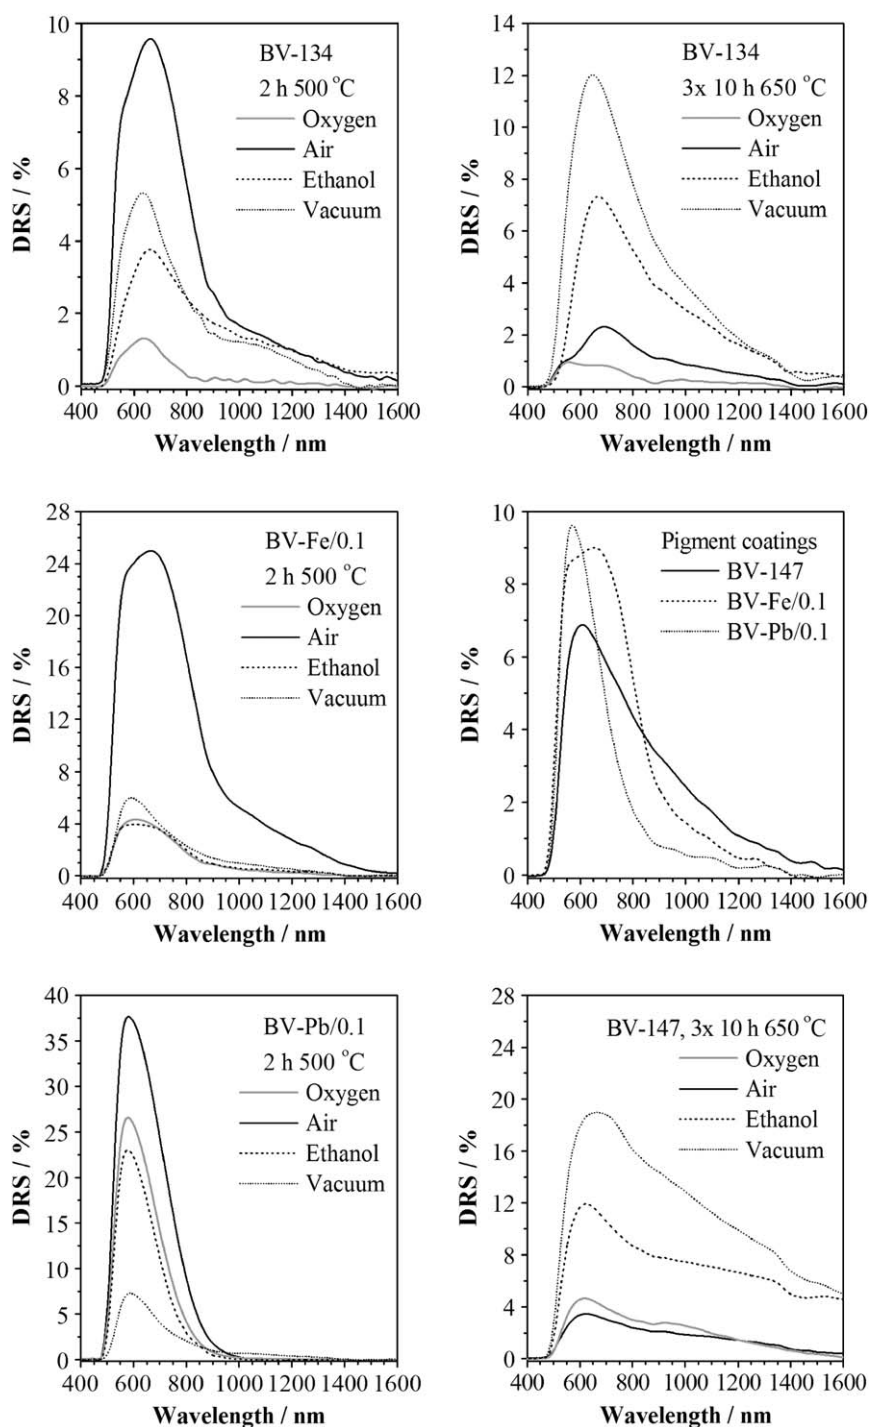 10
8
6
4
2
0
DRS / %
BV-134
2 h 500 °C
Oxygen
Air
Ethanol
Vacuum
400 600 800 1000 1200 1400 1600
Wavelength / nm
14
12
10
8
6
4
2
0
DRS / %
BV-134
3x 10 h 650 °C
Oxygen
Air
Ethanol
Vacuum
400 600 800 1000 1200 1400 1600
Wavelength / nm
28
24
20
16
12
8
4
0
DRS / %
BV-Fe/0.1
2 h 500 °C
Oxygen
Air
Ethanol
Vacuum
400 600 800 1000 1200 1400 1600
Wavelength / nm
10
8
6
4
2
0
DRS / %
Pigment coatings
BV-147
BV-Fe/0.1
BV-Pb/0.1
400 600 800 1000 1200 1400 1600
Wavelength / nm
40
35
30
25
20
15
10
5
0
DRS / %
BV-Pb/0.1
2 h 500 °C
Oxygen
Air
Ethanol
Vacuum
400 600 800 1000 1200 1400 1600
Wavelength / nm
28
24
20
16
12
8
4
0
DRS / %
BV-147, 3x 10 h 650 °C
Oxygen
Air
Ethanol
Vacuum
400 600 800 1000 1200 1400 1600
Wavelength / nm